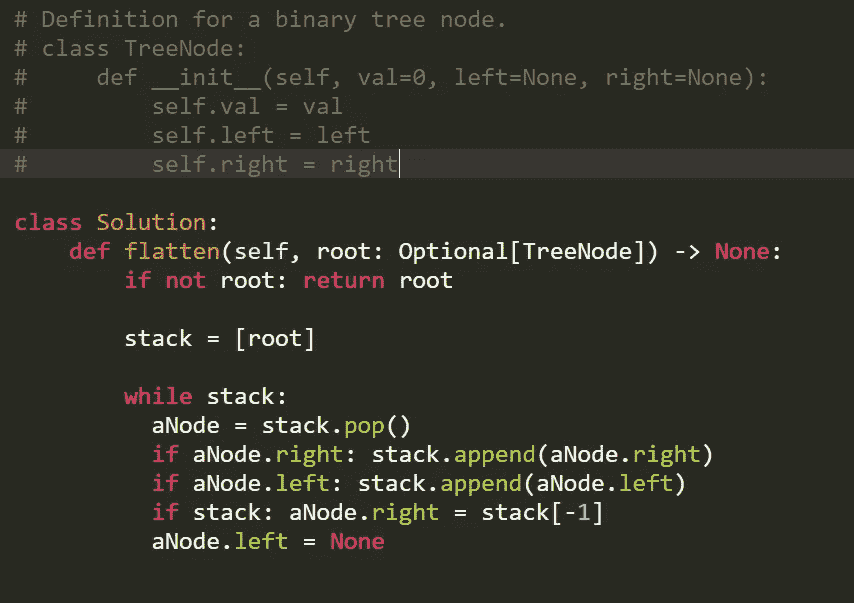 # Definition for a binary tree node.
# class TreeNode:
#     def __init__(self, val=0, left=None, right=None):
#         self.val = val
#         self.left = left
#         self.right = right
class Solution:
    def flatten(self, root: Optional[TreeNode]) -> None:
        if not root: return root
        stack = [root]
        while stack:
          aNode = stack.pop()
          if aNode.right: stack.append(aNode.right)
          if aNode.left: stack.append(aNode.left)
          if stack: aNode.right = stack[-1]
          aNode.left = None